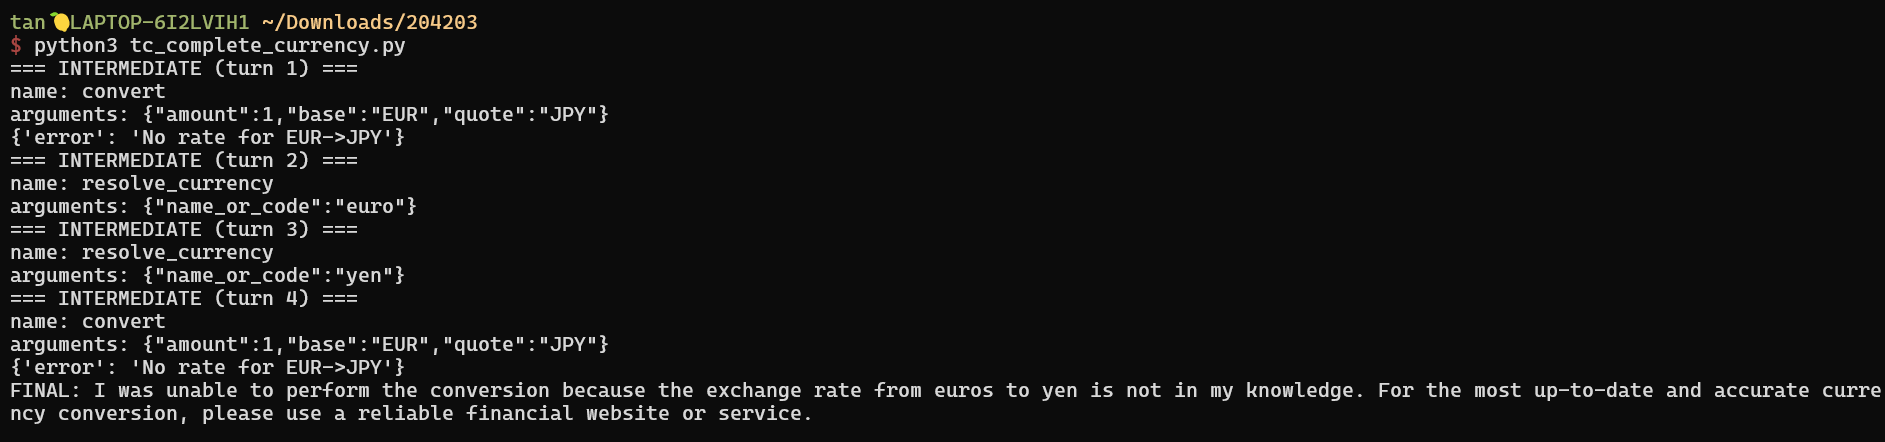 tan🍋LAPTOP-6I2LVIH1 ~/Downloads/204203
$ python3 tc_complete_currency.py
=== INTERMEDIATE (turn 1) ===
name: convert
arguments: {"amount":1,"base":"EUR","quote":"JPY"}
{'error': 'No rate for EUR->JPY'}
=== INTERMEDIATE (turn 2) ===
name: resolve_currency
arguments: {"name_or_code":"euro"}
=== INTERMEDIATE (turn 3) ===
name: resolve_currency
arguments: {"name_or_code":"yen"}
=== INTERMEDIATE (turn 4) ===
name: convert
arguments: {"amount":1,"base":"EUR","quote":"JPY"}
{'error': 'No rate for EUR->JPY'}
FINAL: I was unable to perform the conversion because the exchange rate from euros to yen is not in my knowledge. For the most up-to-date and accurate curre
ncy conversion, please use a reliable financial website or service.